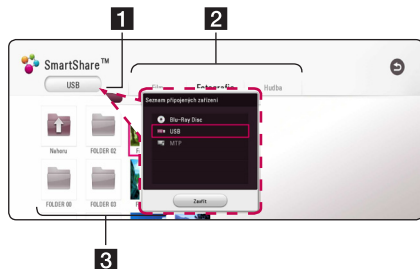 1
2
SmartShare™
USB
Film
Fotografie
Hudba
Seznam připojených zařízení
Blu-Ray Disc
USB
MTP
Zavřít
Nahoru
FOLDER 02
FOLDER 00
FOLDER 03
3